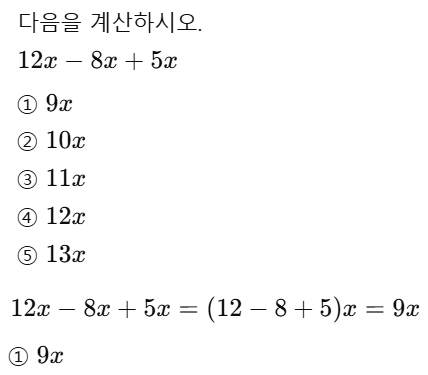 다음을 계산하시오.
12x − 8x + 5x
① 9x
② 10x
③ 11x
④ 12x
⑤ 13x
12x − 8x + 5x = (12 − 8 + 5)x = 9x
① 9x